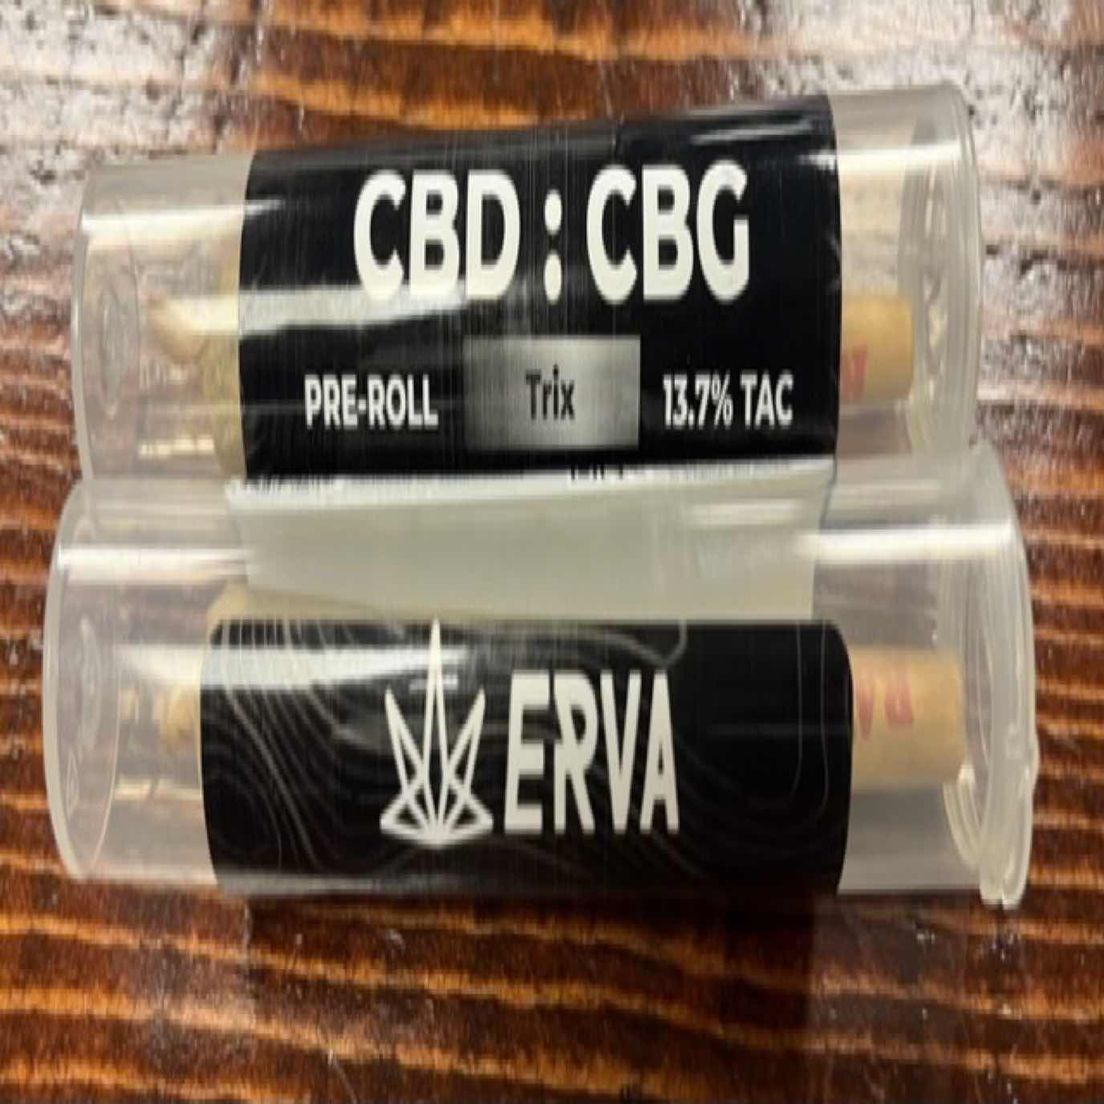 CBD : CBG
PRE-ROLL Trix 13.7% TAC
ERVA